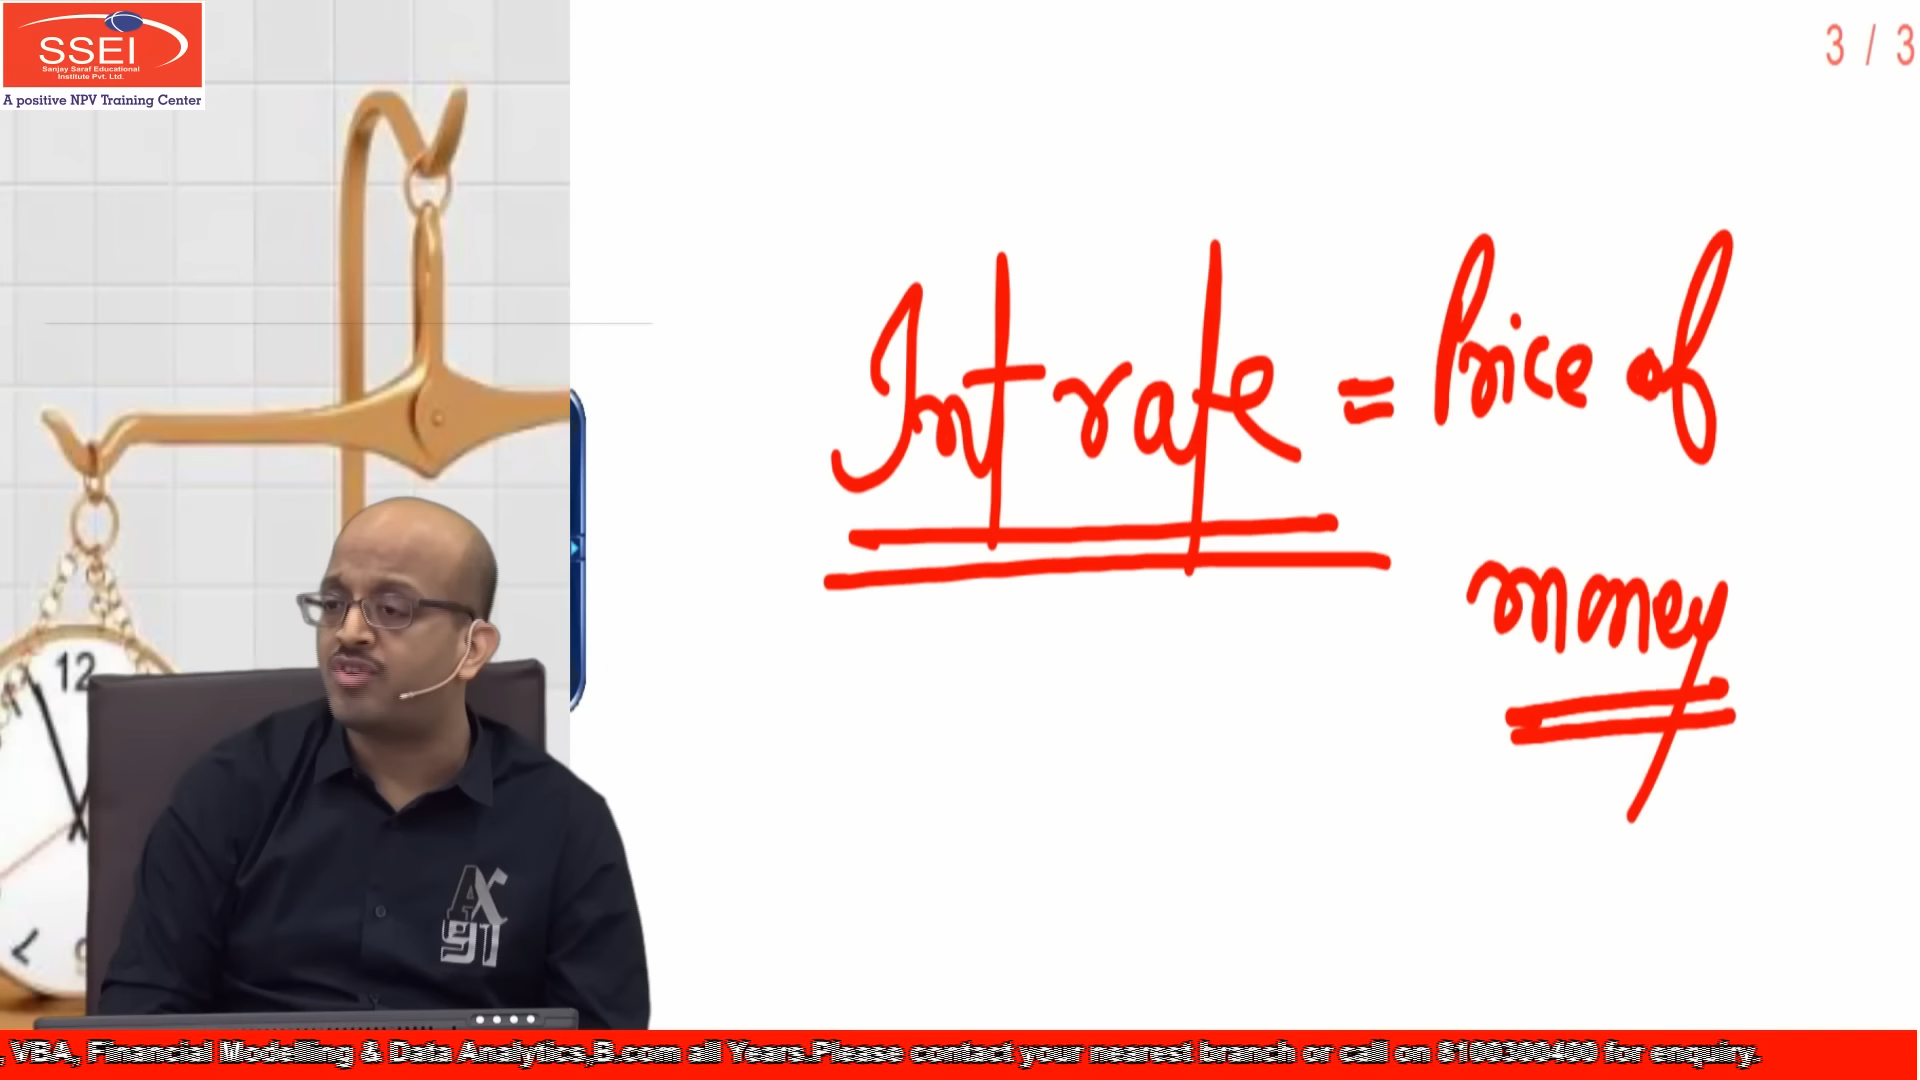 SSEI
Sanjay Saraf Educational
Institute Pvt. Ltd.
A positive NPV Training Center
3 / 3
Int rate = Price of
money
12
, VBA, Financial Modelling & Data Analytics,B.com all Years.Please contact your nearest branch or call on 8100300400 for enquiry.